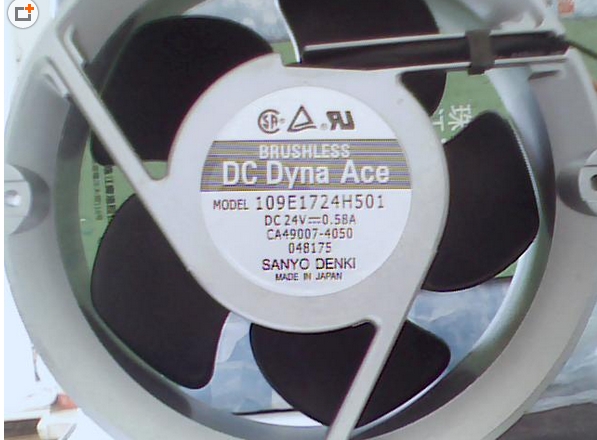 BRUSHLESS
DC Dyna Ace
MODEL 109E1724H501
DC 24V⎓0.58A
CA49007-4050
048175
SANYO DENKI
MADE IN JAPAN